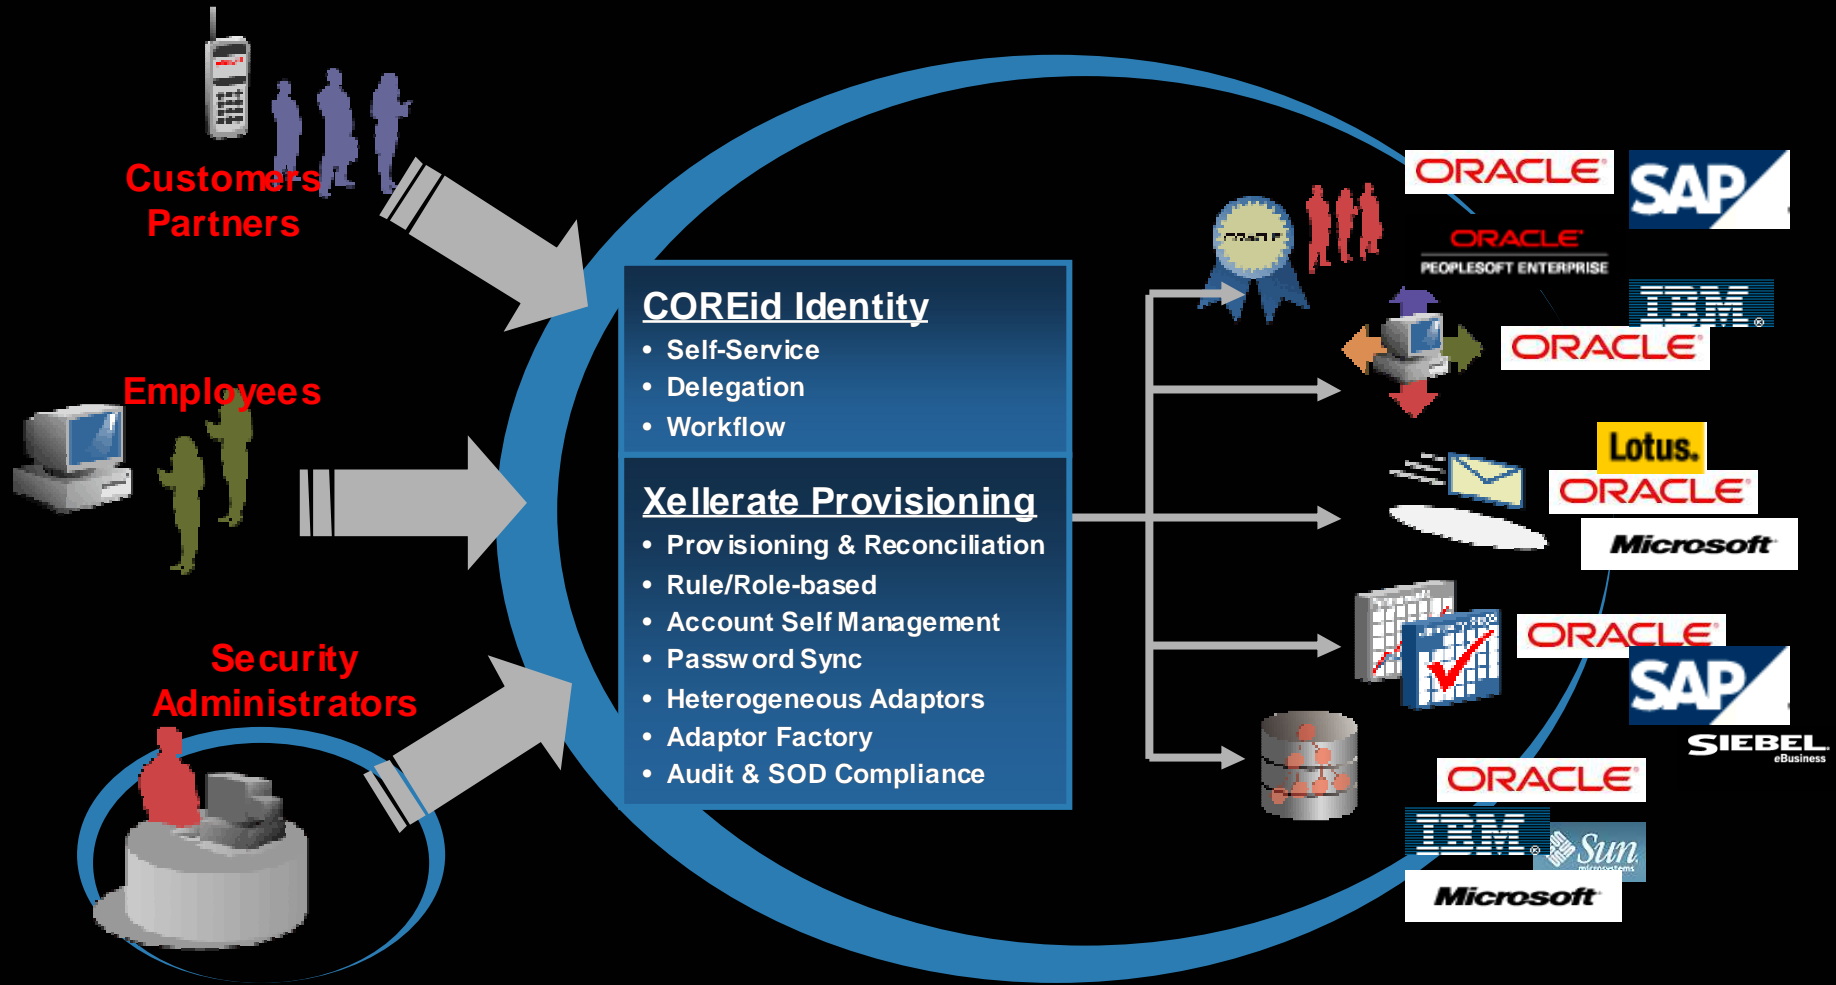 Customers
Partners
Employees
Security
Administrators
COREid Identity
• Self-Service
• Delegation
• Workflow
Xellerate Provisioning
• Provisioning & Reconciliation
• Rule/Role-based
• Account Self Management
• Password Sync
• Heterogeneous Adaptors
• Adaptor Factory
• Audit & SOD Compliance
ORACLE
ORACLE®
SAP
ORACLE®
PEOPLESOFT ENTERPRISE
IBM®
ORACLE®
Lotus.
ORACLE®
Microsoft
ORACLE®
SAP
SIEBEL
eBusiness
ORACLE®
IBM®
Sun
microsystems
Microsoft